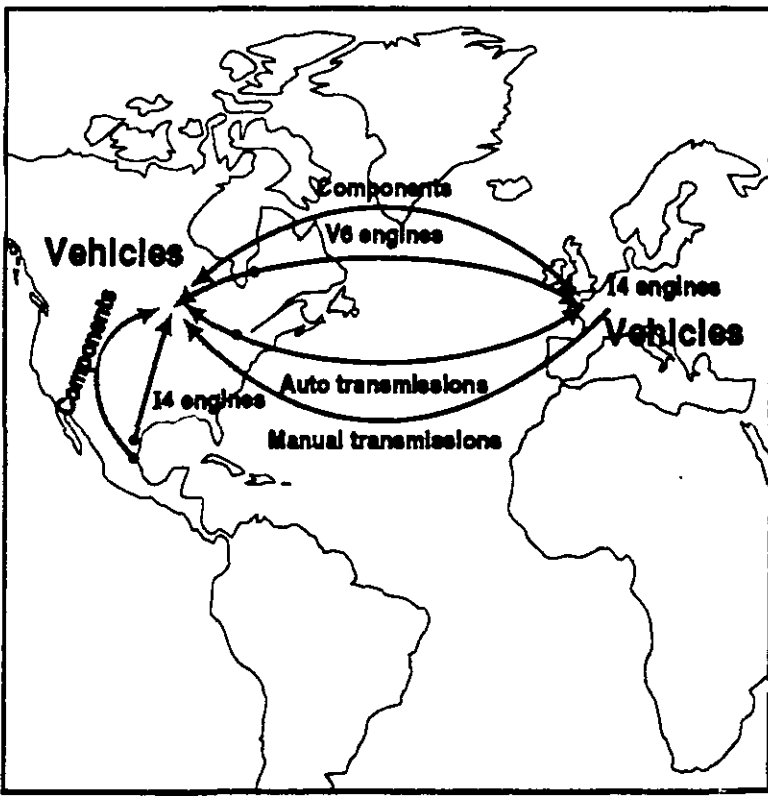 Components
V6 engines
Vehicles
I4 engines
Vehicles
Components
I4 engines
Auto transmissions
Manual transmissions